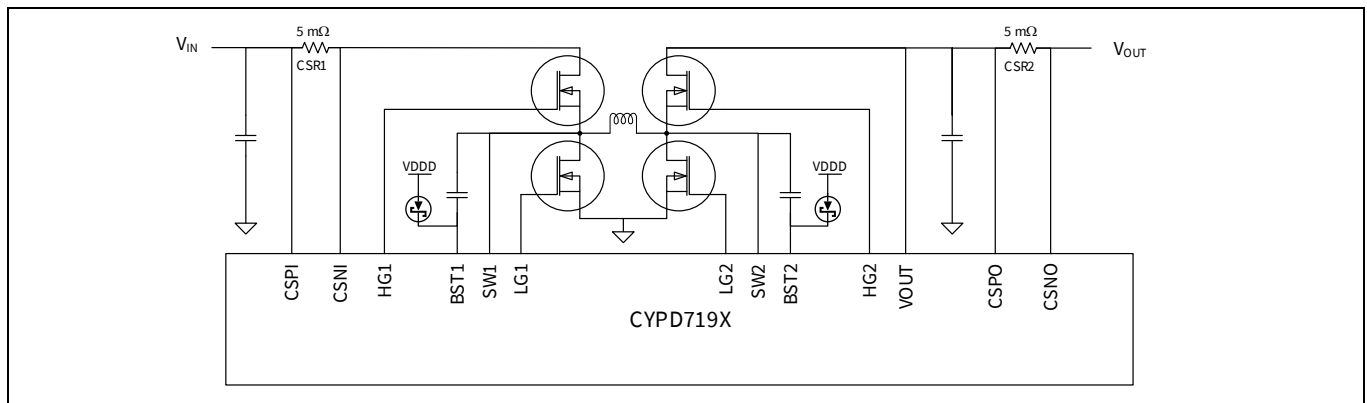 5 mΩ
5 mΩ
VIN
VOUT
CSR1
CSR2
VDDD
VDDD
CSPI
CSNI
HG1
BST1
SW1
LG1
LG2
SW2
BST2
HG2
VOUT
CSPO
CSNO
CYPD719X